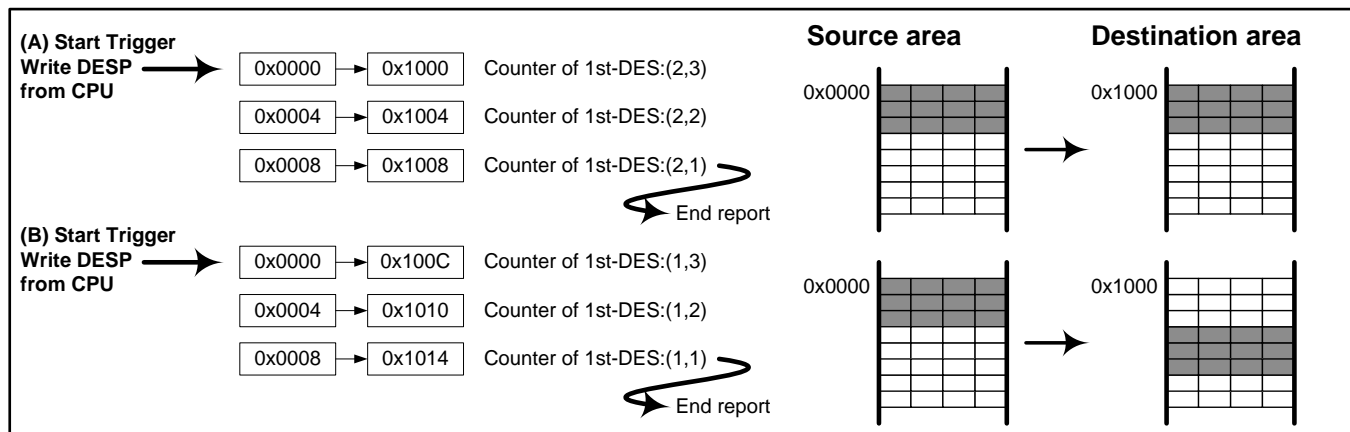 (A) Start Trigger
Write DESP
from CPU
0x0000
0x1000
Counter of 1st-DES:(2,3)
0x0004
0x1004
Counter of 1st-DES:(2,2)
0x0008
0x1008
Counter of 1st-DES:(2,1)
End report
Source area
Destination area
0x0000
0x1000
(B) Start Trigger
Write DESP
from CPU
0x0000
0x100C
Counter of 1st-DES:(1,3)
0x0004
0x1010
Counter of 1st-DES:(1,2)
0x0008
0x1014
Counter of 1st-DES:(1,1)
End report
0x0000
0x1000